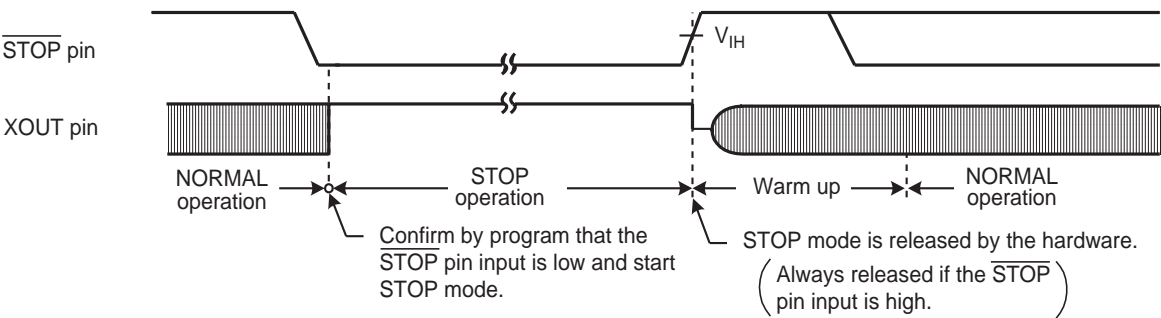 STOP pin
VIH
XOUT pin
NORMAL operation
STOP operation
Warm up
NORMAL operation
Confirm by program that the
STOP pin input is low and start
STOP mode.
STOP mode is released by the hardware.
(Always released if the STOP
pin input is high.)